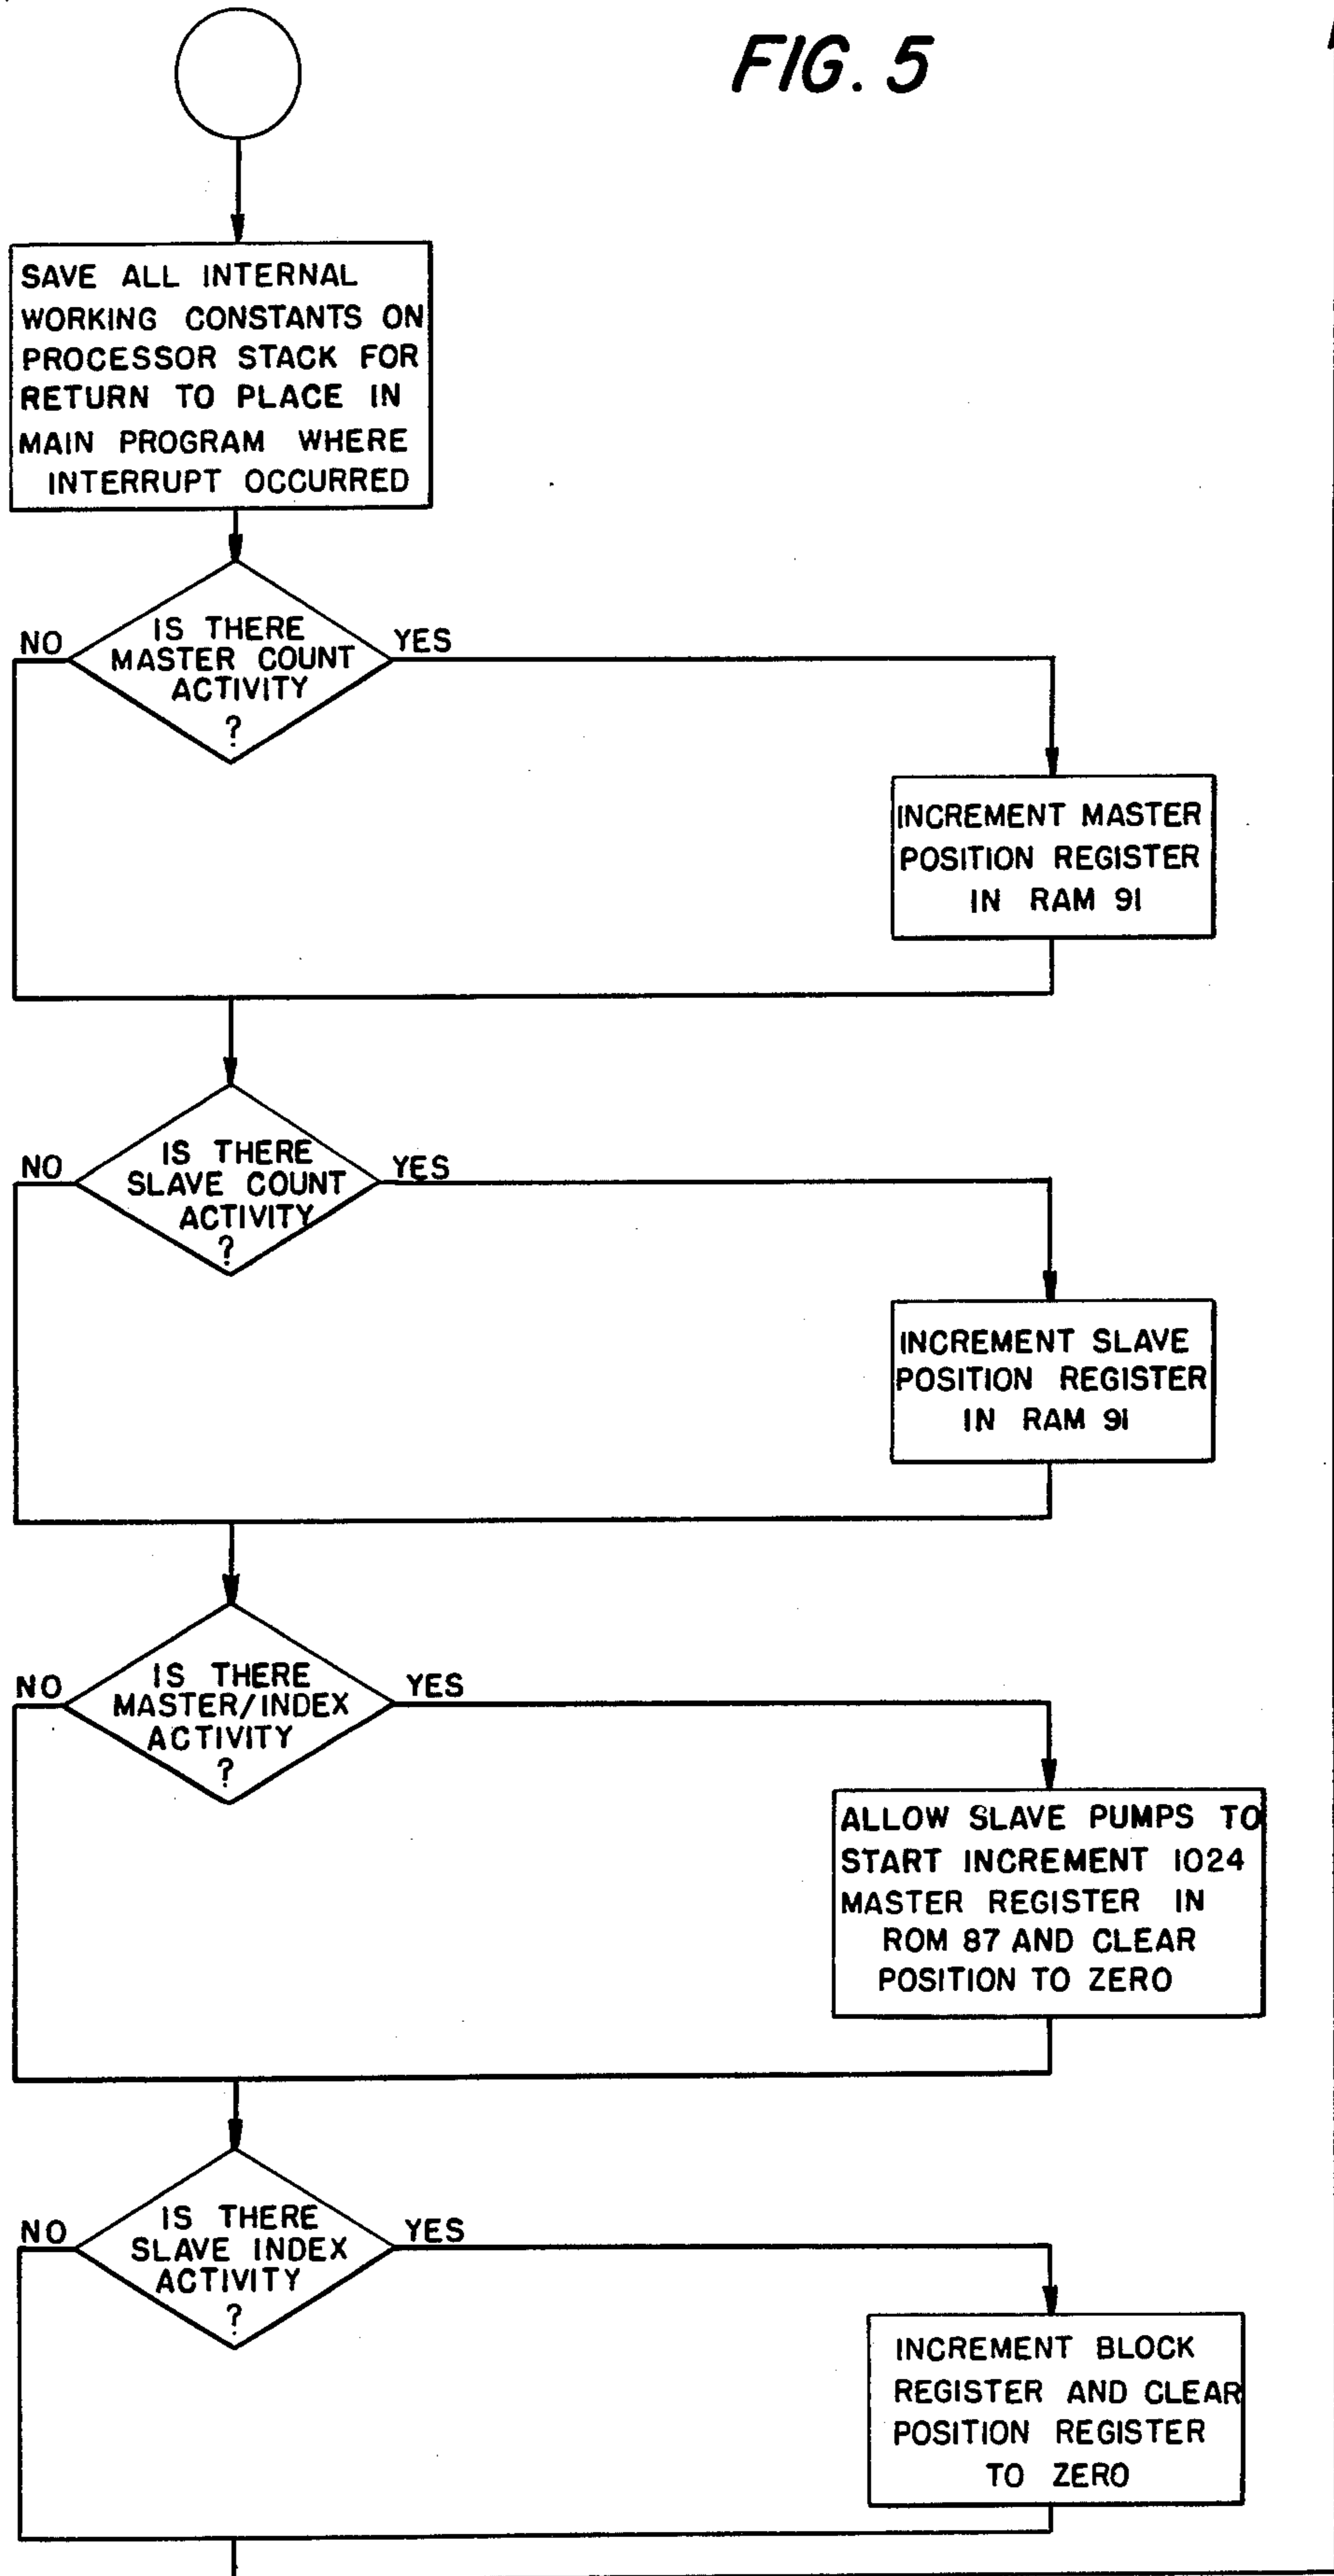 FIG. 5
SAVE ALL INTERNAL
WORKING CONSTANTS ON
PROCESSOR STACK FOR
RETURN TO PLACE IN
MAIN PROGRAM WHERE
INTERRUPT OCCURRED
NO
IS THERE
MASTER COUNT
ACTIVITY
?
YES
INCREMENT MASTER
POSITION REGISTER
IN RAM 91
NO
IS THERE
SLAVE COUNT
ACTIVITY
?
YES
INCREMENT SLAVE
POSITION REGISTER
IN RAM 91
NO
IS THERE
MASTER/INDEX
ACTIVITY
?
YES
ALLOW SLAVE PUMPS TO
START INCREMENT 1024
MASTER REGISTER IN
ROM 87 AND CLEAR
POSITION TO ZERO
NO
IS THERE
SLAVE INDEX
ACTIVITY
?
YES
INCREMENT BLOCK
REGISTER AND CLEAR
POSITION REGISTER
TO ZERO